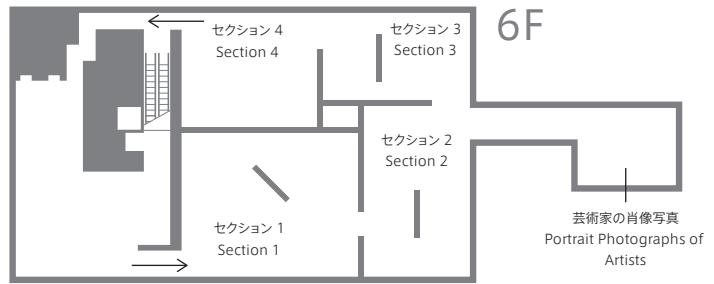 セクション 4
Section 4
セクション 3
Section 3
6F
セクション 2
Section 2
セクション 1
Section 1
芸術家の肖像写真
Portrait Photographs of
Artists